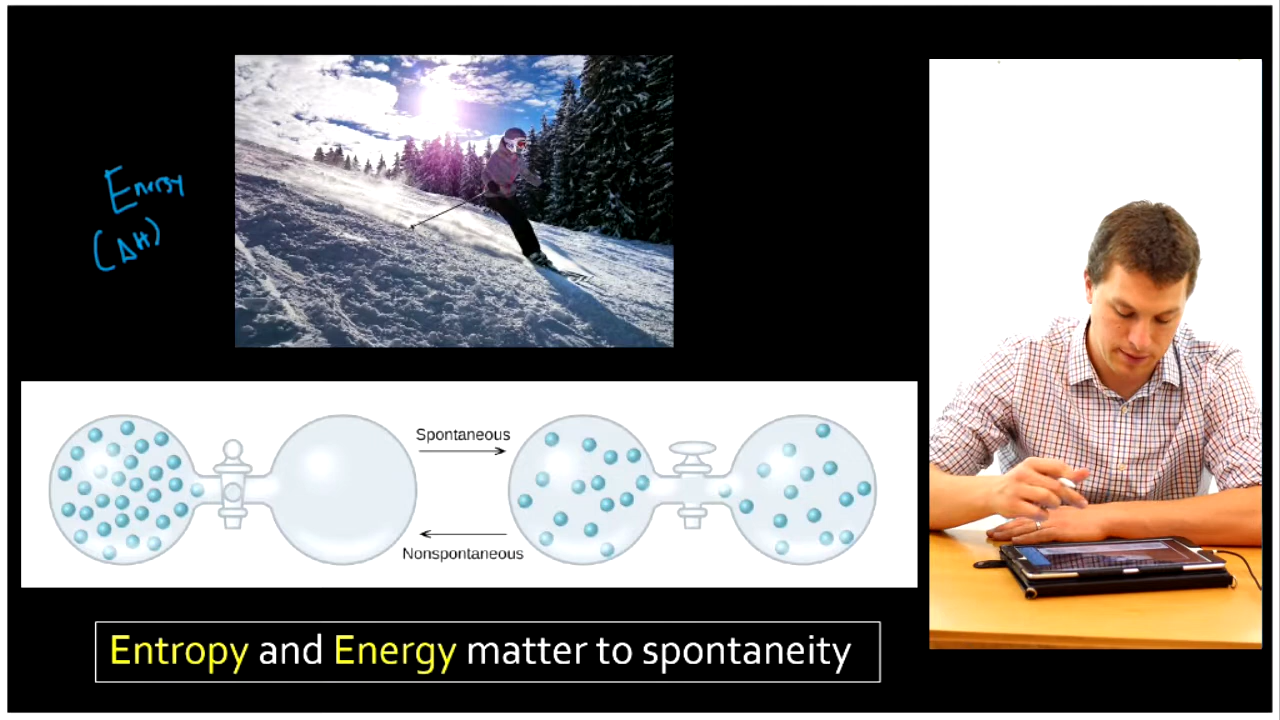 Energy
(ΔH)
Spontaneous
Nonspontaneous
Entropy and Energy matter to spontaneity